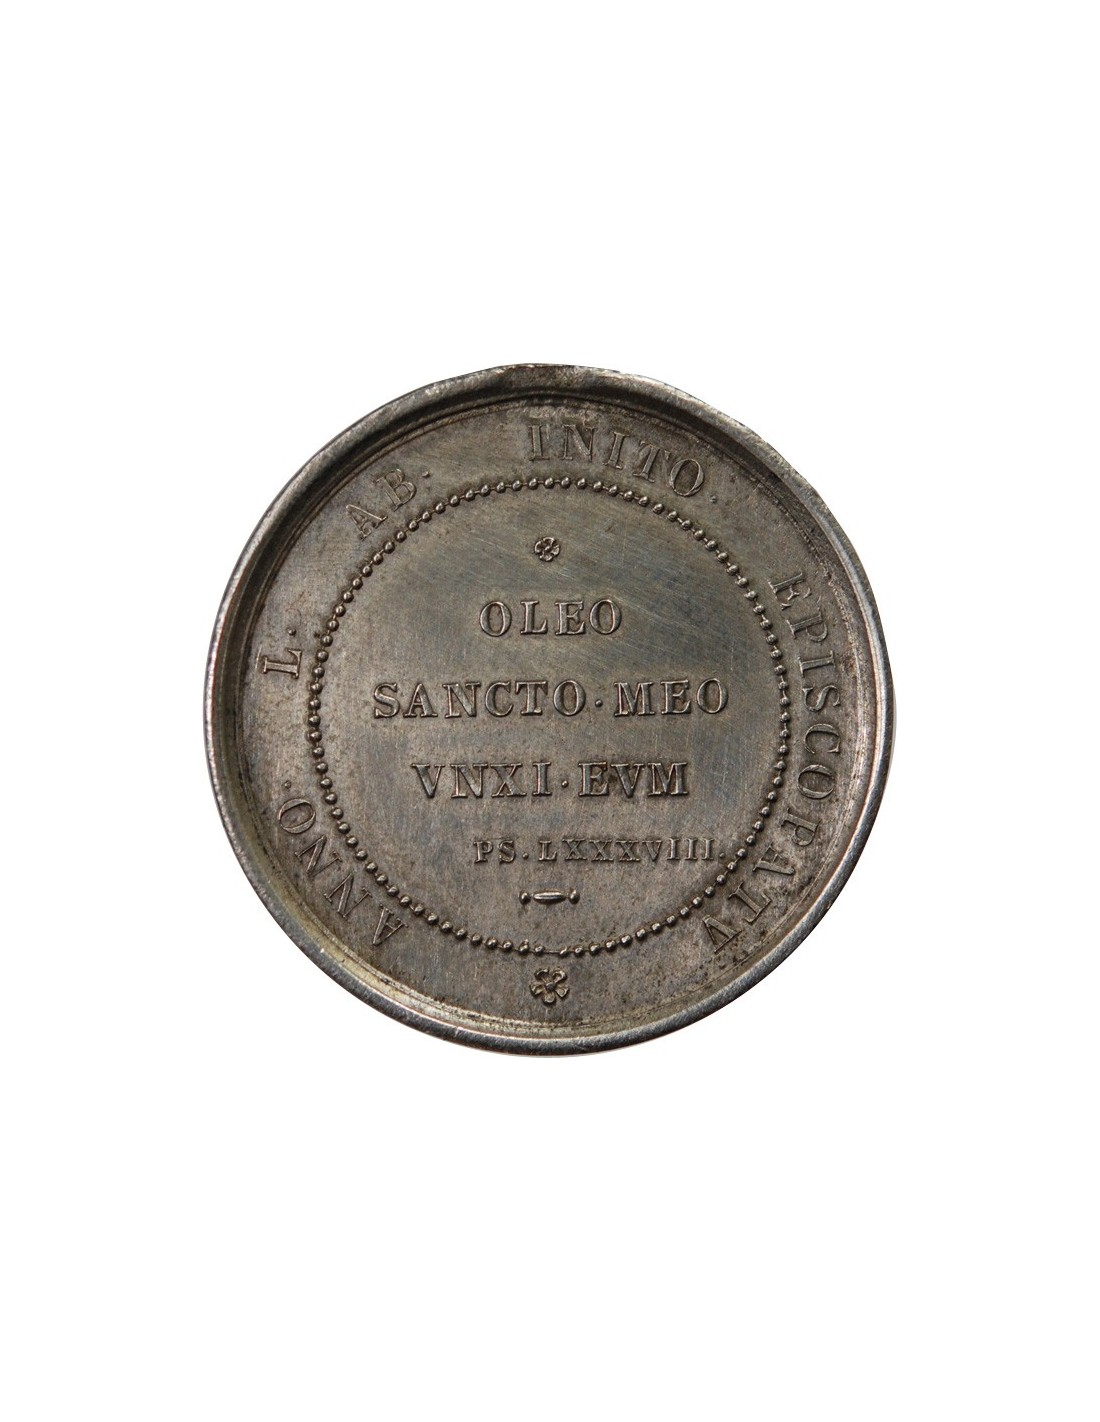 ANNO. L. AB. INITO. EPISCOPATV
OLEO
SANCTO · MEO
VNXI · EVM
PS. LXXXVIII.